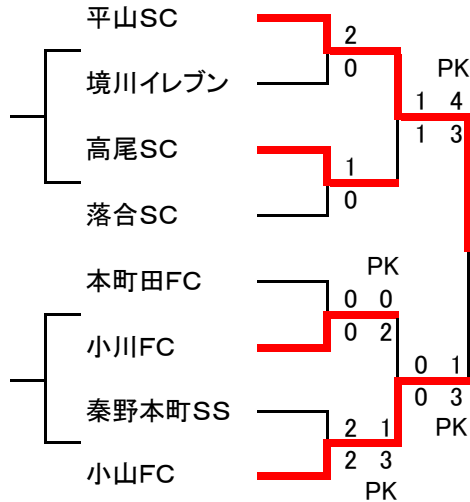 平山SC
2
0
PK
境川イレブン
1 4
1 3
高尾SC
1
0
落合SC
PK
本町田FC
0 0
0 2
小川FC
0 1
0 3
PK
秦野本町SS
2 1
2 3
小山FC
PK